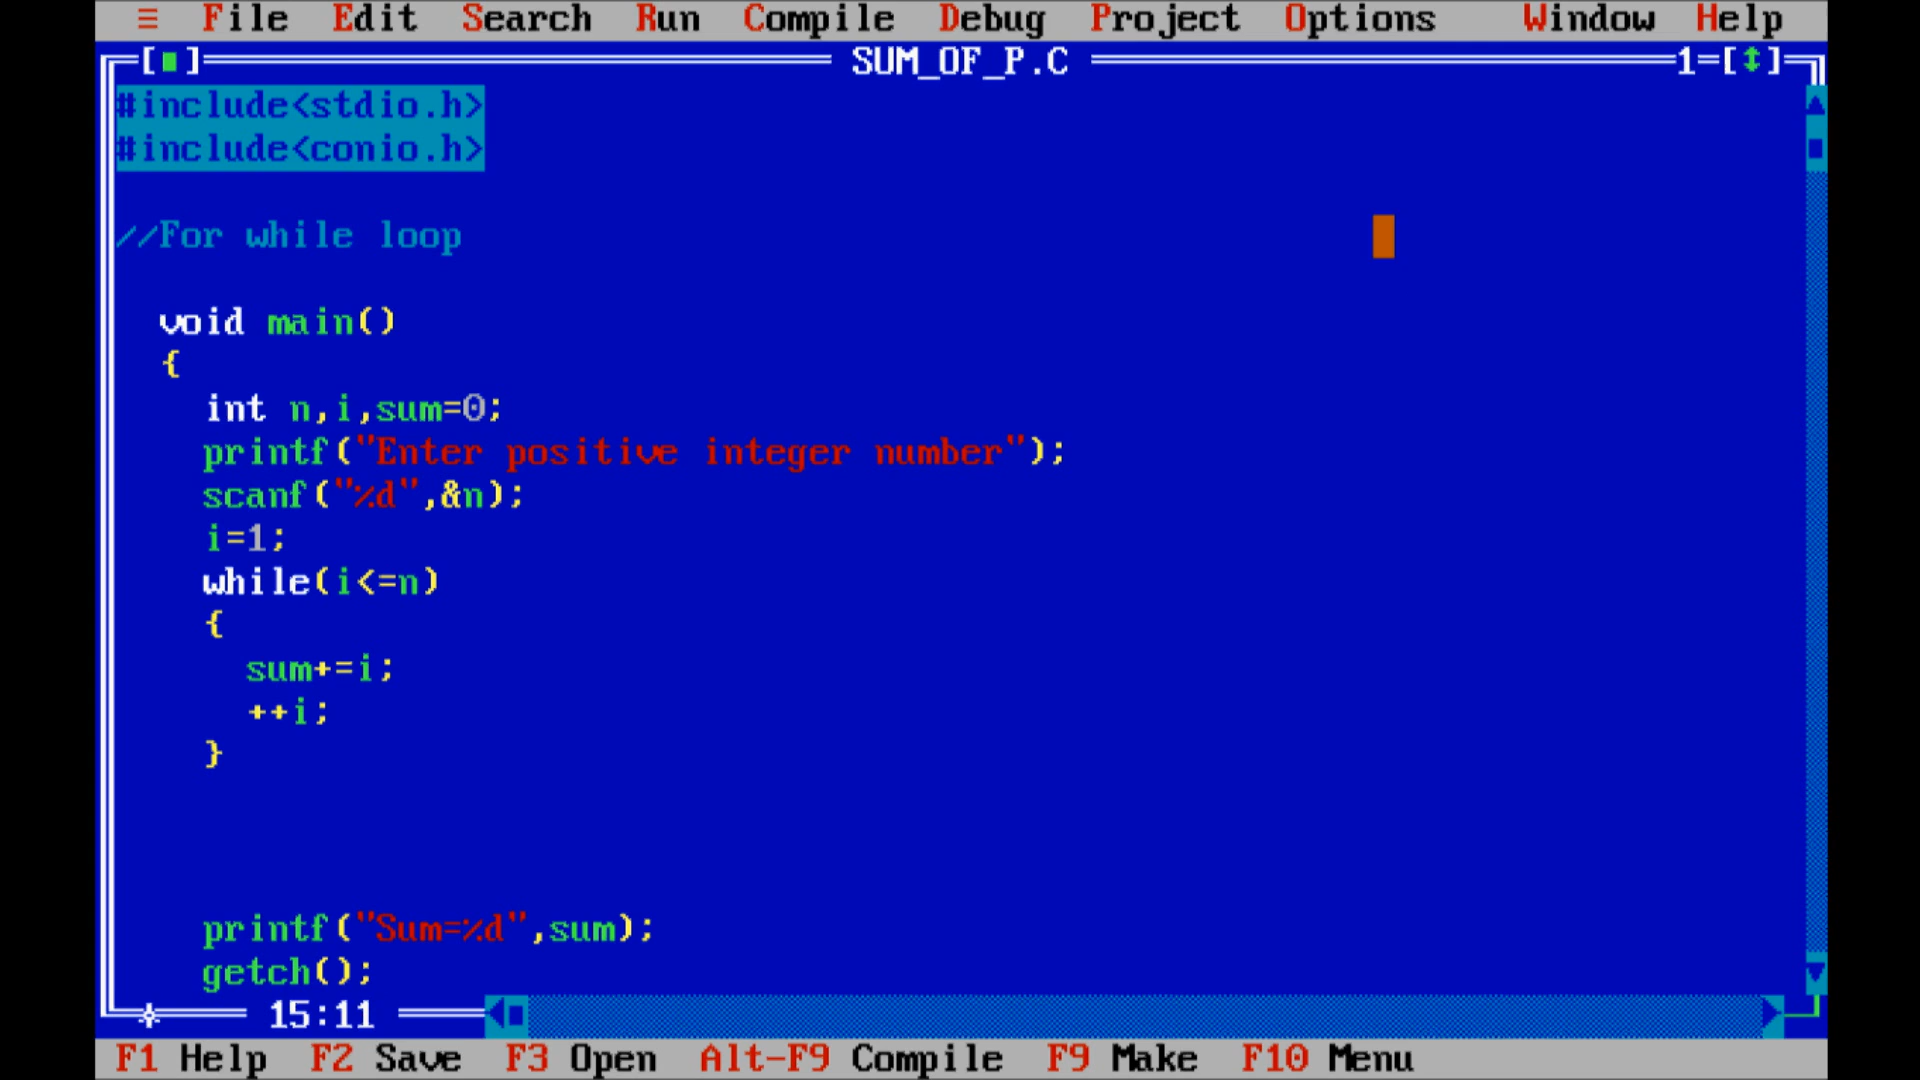 ≡ File Edit Search Run Compile Debug Project Options Window Help
[■] SUM_OF_P.C 1=[↕]
#include<stdio.h>
#include<conio.h>
//For while loop
void main()
{
int n,i,sum=0;
printf("Enter positive integer number");
scanf("%d",&n);
i=1;
while(i<=n)
{
sum+=i;
++i;
}
printf("Sum=%d",sum);
getch();
15:11
F1 Help F2 Save F3 Open Alt-F9 Compile F9 Make F10 Menu